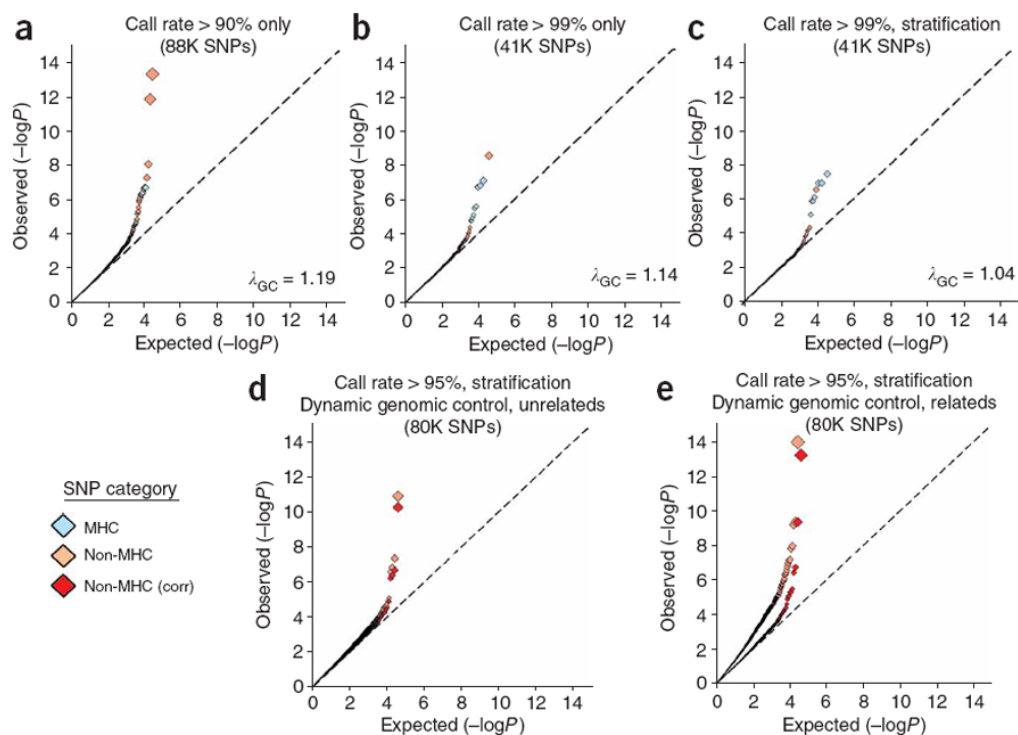 a
Call rate > 90% only
(88K SNPs)
Observed (–logP)
14
12
10
8
6
4
2
0
λGC = 1.19
0 2 4 6 8 10 12 14
Expected (–logP)
b
Call rate > 99% only
(41K SNPs)
Observed (–logP)
14
12
10
8
6
4
2
0
λGC = 1.14
0 2 4 6 8 10 12 14
Expected (–logP)
c
Call rate > 99%, stratification
(41K SNPs)
Observed (–logP)
14
12
10
8
6
4
2
0
λGC = 1.04
0 2 4 6 8 10 12 14
Expected (–logP)
SNP category
MHC
Non-MHC
Non-MHC (corr)
d
Call rate > 95%, stratification
Dynamic genomic control, unrelateds
(80K SNPs)
Observed (–logP)
14
12
10
8
6
4
2
0
2 4 6 8 10 12 14
Expected (–logP)
e
Call rate > 95%, stratification
Dynamic genomic control, relateds
(80K SNPs)
Observed (–logP)
14
12
10
8
6
4
2
0
0 2 4 6 8 10 12 14
Expected (–logP)